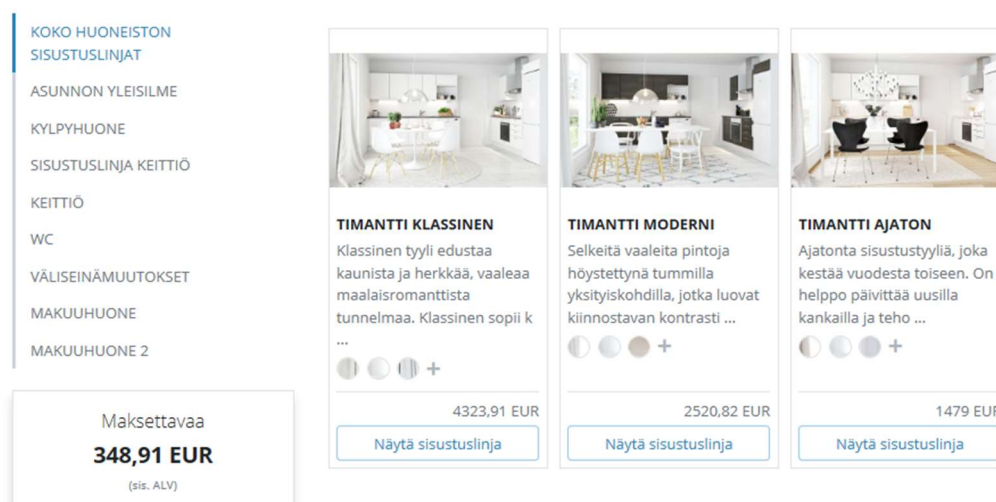 KOKO HUONEISTON
SISUSTUSLINJAT
ASUNNON YLEISILME
KYLPYHUONE
SISUSTUSLINJA KEITTIÖ
KEITTIÖ
WC
VÄLISEINÄMUUTOKSET
MAKUUHUONE
MAKUUHUONE 2
Maksettavaa
348,91 EUR
(sis. ALV)
TIMANTTI KLASSINEN
Klassinen tyyli edustaa
kaunista ja herkkää, vaaleaa
maalaisromanttista
tunnelmaa. Klassinen sopii k
...
+
4323,91 EUR
Näytä sisustuslinja
TIMANTTI MODERNI
Selkeitä vaaleita pintoja
höystettynä tummilla
yksityiskohdilla, jotka luovat
kiinnostavan kontrasti ...
+
2520,82 EUR
Näytä sisustuslinja
TIMANTTI AJATON
Ajatonta sisustustyyliä, joka
kestää vuodesta toiseen. On
helppo päivittää uusilla
kankailla ja teho ...
+
1479 EUR
Näytä sisustuslinja